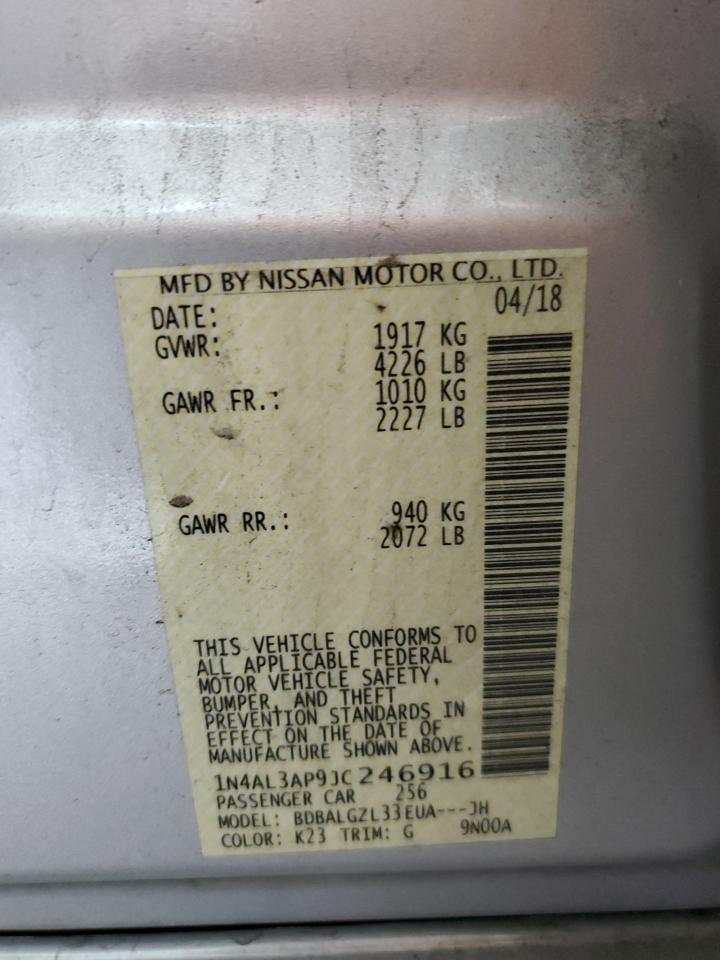 MFD BY NISSAN MOTOR CO., LTD.
DATE: 04/18
GVWR: 1917 KG
4226 LB
GAWR FR.: 1010 KG
2227 LB
GAWR RR.: 940 KG
2072 LB
THIS VEHICLE CONFORMS TO
ALL APPLICABLE FEDERAL
MOTOR VEHICLE SAFETY,
BUMPER, AND THEFT
PREVENTION STANDARDS IN
EFFECT ON THE DATE OF
MANUFACTURE SHOWN ABOVE.
1N4AL3AP9JC246916
PASSENGER CAR 256
MODEL: BDBALGZL33EUA---JH
COLOR: K23 TRIM: G 9N00A